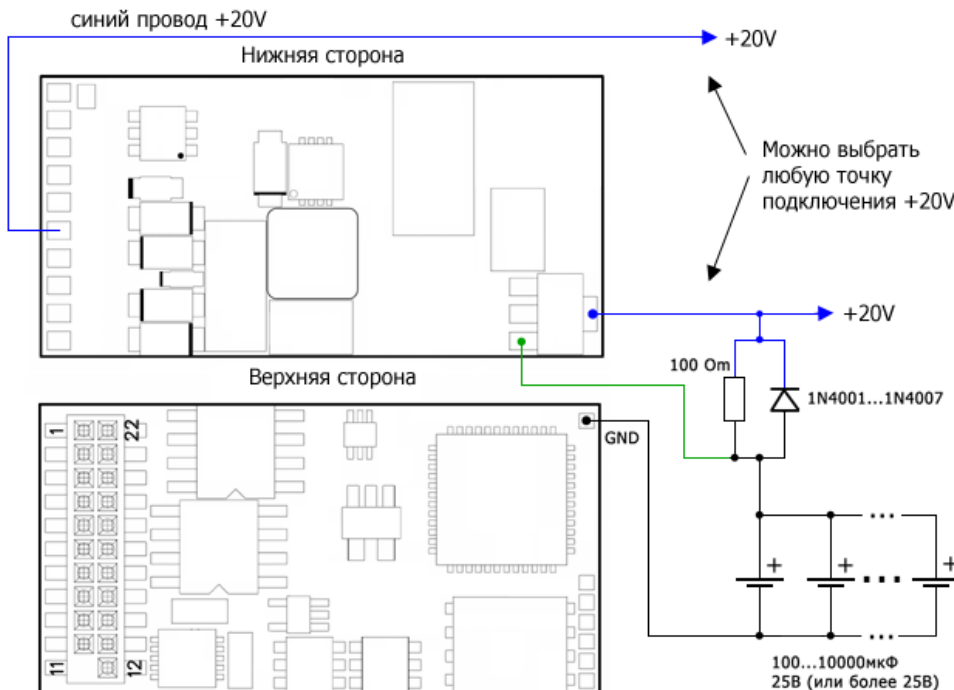 синий провод +20V
+20V
Нижняя сторона
Можно выбрать
любую точку
подключения +20V
+20V
100 Om
1N4001...1N4007
Верхняя сторона
1
22
GND
+
+
+
11
12
100...10000мкФ
25В (или более 25В)